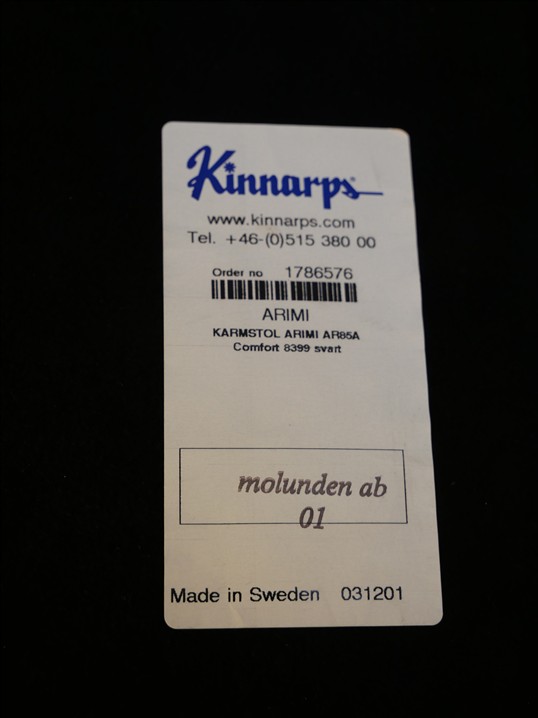 Kinnarps
www.kinnarps.com
Tel. +46-(0)515 380 00
Order no 1786576
ARIMI
KARMSTOL ARIMI AR85A
Comfort 8399 svart
molunden ab
01
Made in Sweden 031201